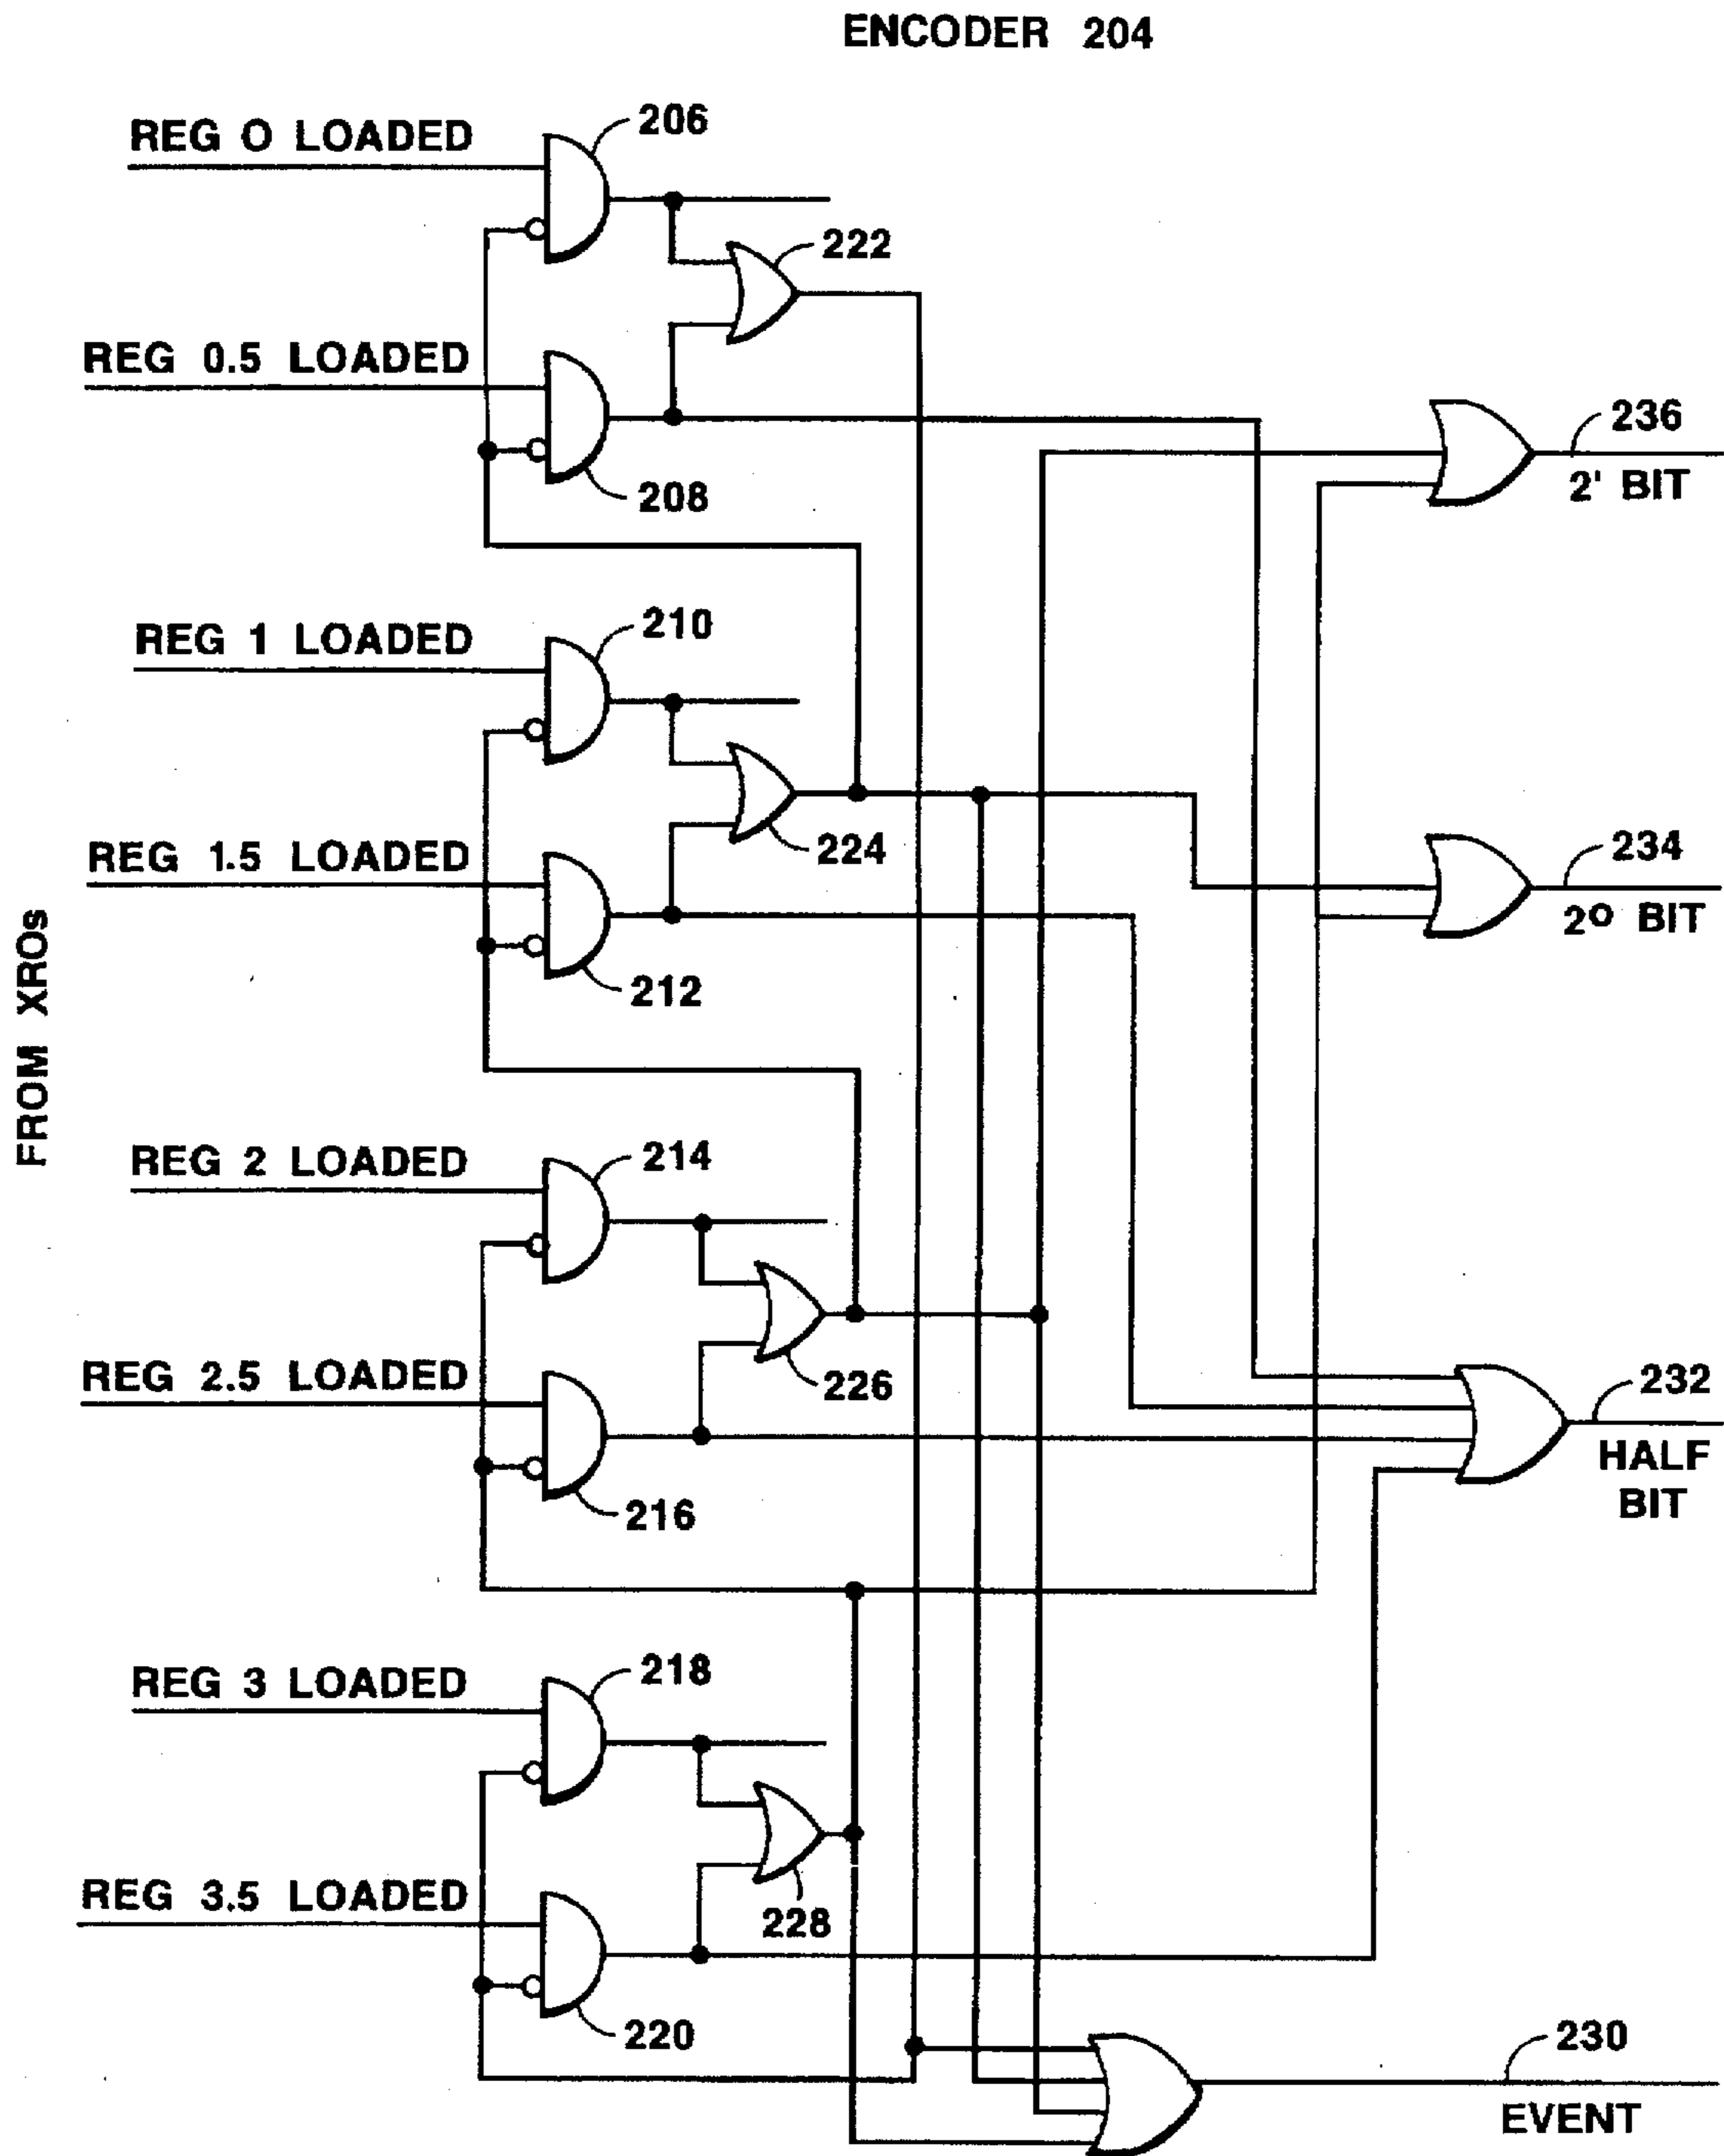 ENCODER 204
REG O LOADED
206
222
REG 0.5 LOADED
208
236
2' BIT
REG 1 LOADED
210
224
REG 1.5 LOADED
212
234
2º BIT
FROM XROs
REG 2 LOADED
214
226
REG 2.5 LOADED
216
232
HALF
BIT
REG 3 LOADED
218
228
REG 3.5 LOADED
220
230
EVENT